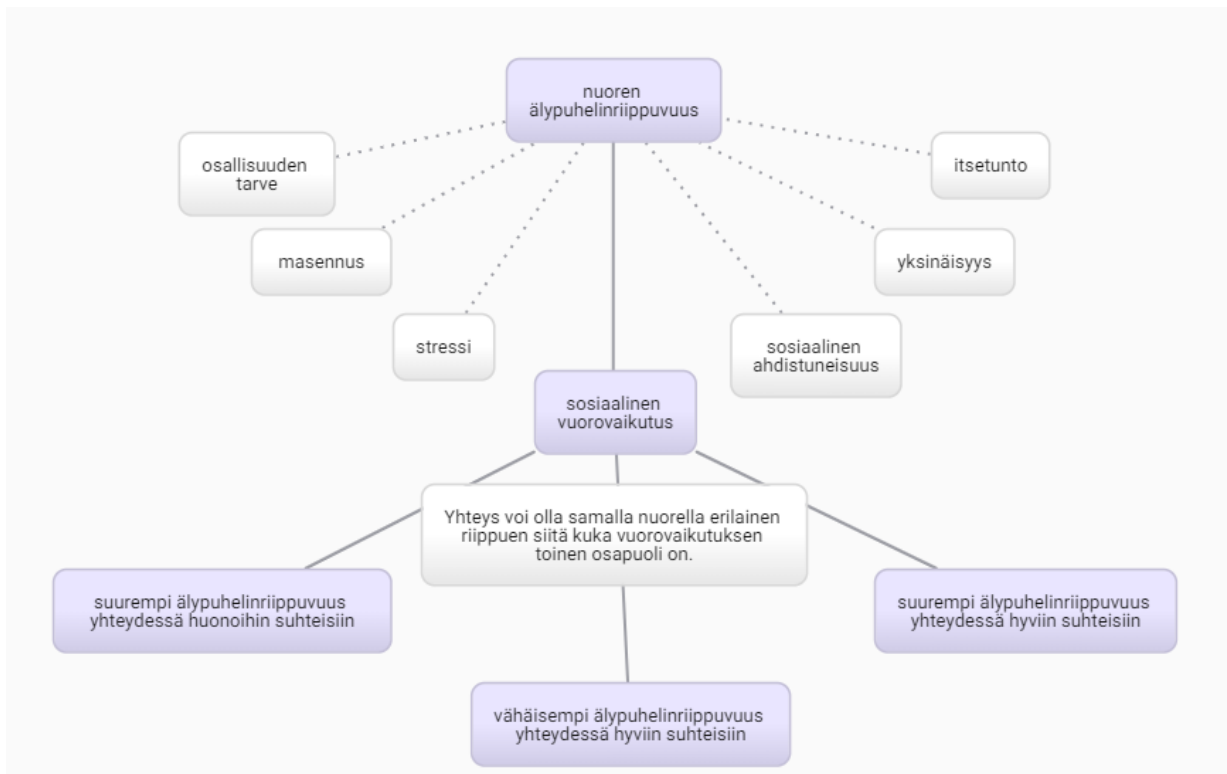 nuoren
älypuhelinriippuvuus
osallisuuden
tarve
itsetunto
masennus
yksinäisyys
stressi
sosiaalinen
ahdistuneisuus
sosiaalinen
vuorovaikutus
Yhteys voi olla samalla nuorella erilainen
riippuen siitä kuka vuorovaikutuksen
toinen osapuoli on.
suurempi älypuhelinriippuvuus
yhteydessä huonoihin suhteisiin
suurempi älypuhelinriippuvuus
yhteydessä hyviin suhteisiin
vähäisempi älypuhelinriippuvuus
yhteydessä hyviin suhteisiin